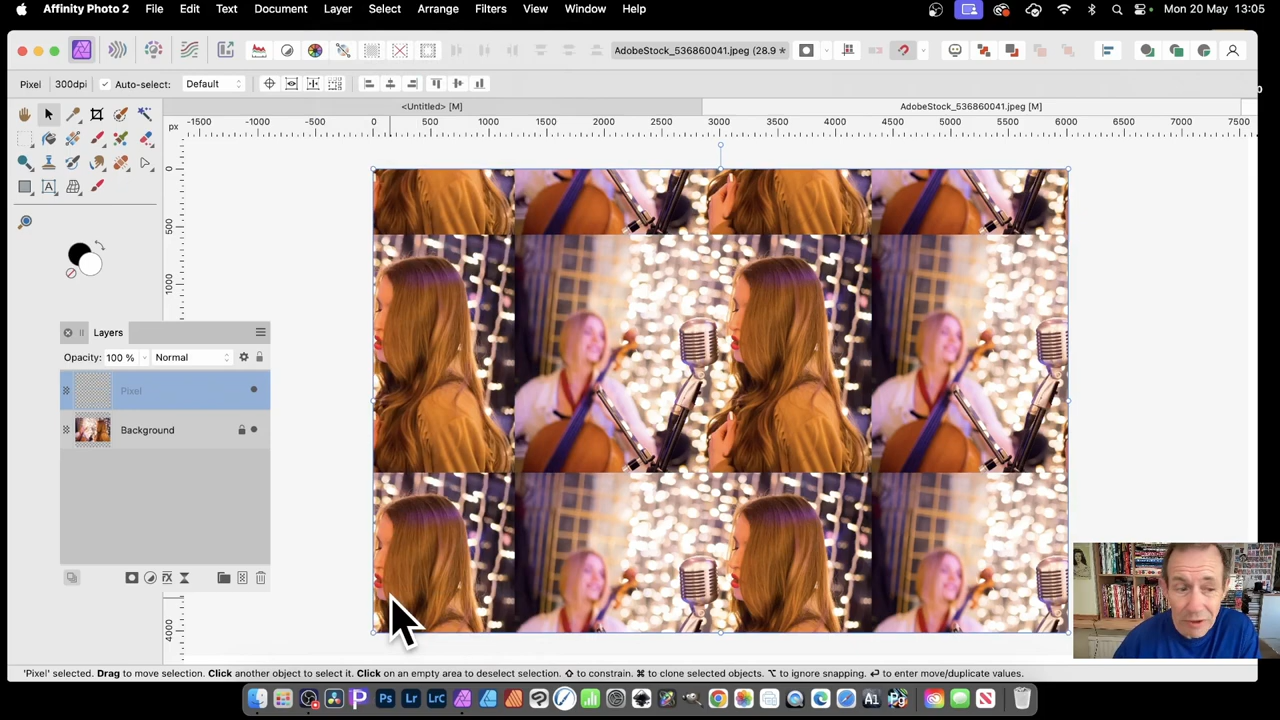 Affinity Photo 2 File Edit Text Document Layer Select Arrange Filters View Window Help Mon 20 May 13:05
AdobeStock_536860041.jpeg (28.9 *
Pixel 300dpi Auto-select: Default
<Untitled> [M] AdobeStock_536860041.jpeg [M]
px -1500 -1000 -500 0 500 1000 1500 2000 2500 3000 3500 4000 4500 5000 5500 6000 6500 7000 7500
0
500
1000
4000
Layers
Opacity: 100 % Normal
Pixel
Background
'Pixel' selected. Drag to move selection. Click another object to select it. Click on an empty area to deselect selection. ⇧ to constrain. ⌘ to clone selected objects. ⌥ to ignore snapping. ⏎ to enter move/duplicate values.
Ps Lr LrC